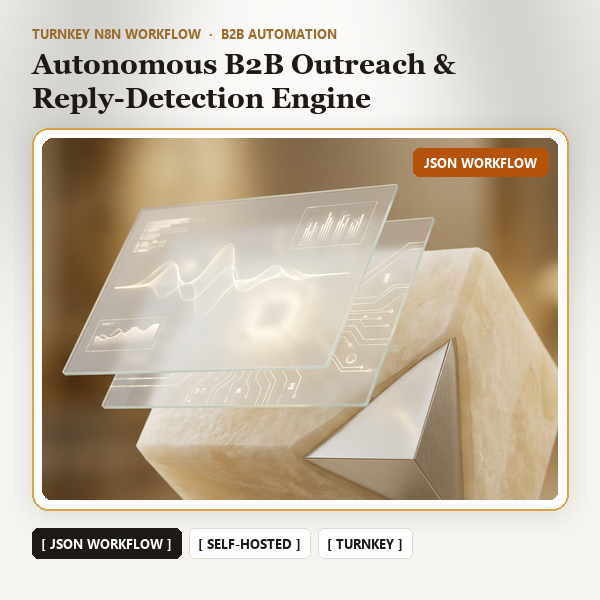 TURNKEY N8N WORKFLOW · B2B AUTOMATION
Autonomous B2B Outreach &
Reply-Detection Engine
JSON WORKFLOW
[ JSON WORKFLOW ]
[ SELF-HOSTED ]
[ TURNKEY ]